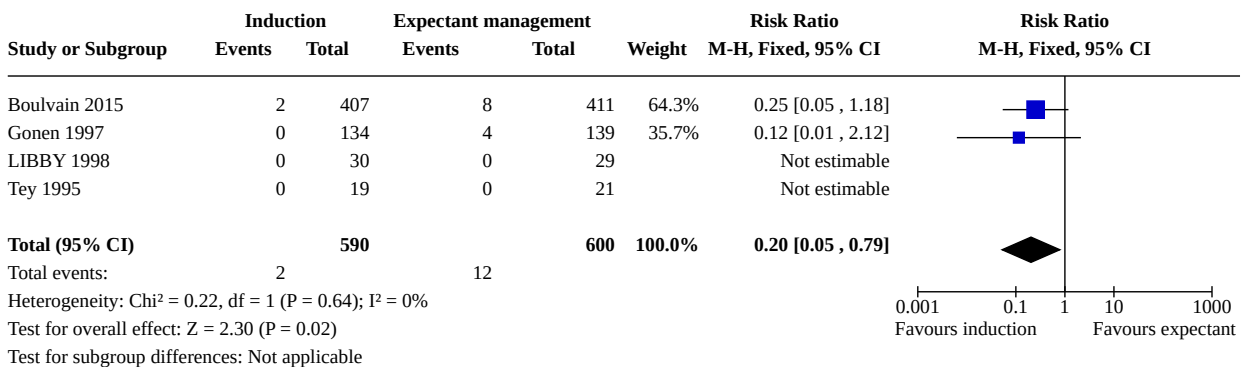 Induction Expectant management Risk Ratio Risk Ratio
Study or Subgroup Events Total Events Total Weight M-H, Fixed, 95% CI M-H, Fixed, 95% CI
Boulvain 2015 2 407 8 411 64.3% 0.25 [0.05 , 1.18]
Gonen 1997 0 134 4 139 35.7% 0.12 [0.01 , 2.12]
LIBBY 1998 0 30 0 29 Not estimable
Tey 1995 0 19 0 21 Not estimable
Total (95% CI) 590 600 100.0% 0.20 [0.05 , 0.79]
Total events: 2 12
Heterogeneity: Chi² = 0.22, df = 1 (P = 0.64); I² = 0%
Test for overall effect: Z = 2.30 (P = 0.02)
Test for subgroup differences: Not applicable
0.001 0.1 1 10 1000
Favours induction Favours expectant